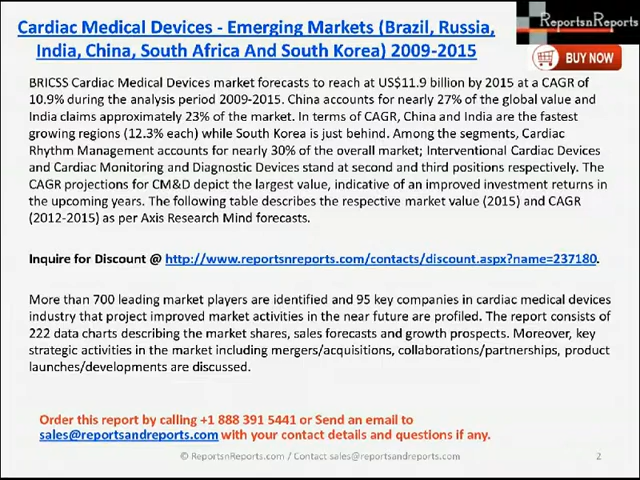 Cardiac Medical Devices - Emerging Markets (Brazil, Russia,
India, China, South Africa And South Korea) 2009-2015
ReportsnReports
BUY NOW
BRICSS Cardiac Medical Devices market forecasts to reach at US$11.9 billion by 2015 at a CAGR of
10.9% during the analysis period 2009-2015. China accounts for nearly 27% of the global value and
India claims approximately 23% of the market. In terms of CAGR, China and India are the fastest
growing regions (12.3% each) while South Korea is just behind. Among the segments, Cardiac
Rhythm Management accounts for nearly 30% of the overall market; Interventional Cardiac Devices
and Cardiac Monitoring and Diagnostic Devices stand at second and third positions respectively. The
CAGR projections for CM&D depict the largest value, indicative of an improved investment returns in
the upcoming years. The following table describes the respective market value (2015) and CAGR
(2012-2015) as per Axis Research Mind forecasts.
Inquire for Discount @ http://www.reportsnreports.com/contacts/discount.aspx?name=237180.
More than 700 leading market players are identified and 95 key companies in cardiac medical devices
industry that project improved market activities in the near future are profiled. The report consists of
222 data charts describing the market shares, sales forecasts and growth prospects. Moreover, key
strategic activities in the market including mergers/acquisitions, collaborations/partnerships, product
launches/developments are discussed.
Order this report by calling +1 888 391 5441 or Send an email to
sales@reportsandreports.com with your contact details and questions if any.
© ReportsnReports.com / Contact sales@reportsandreports.com
2